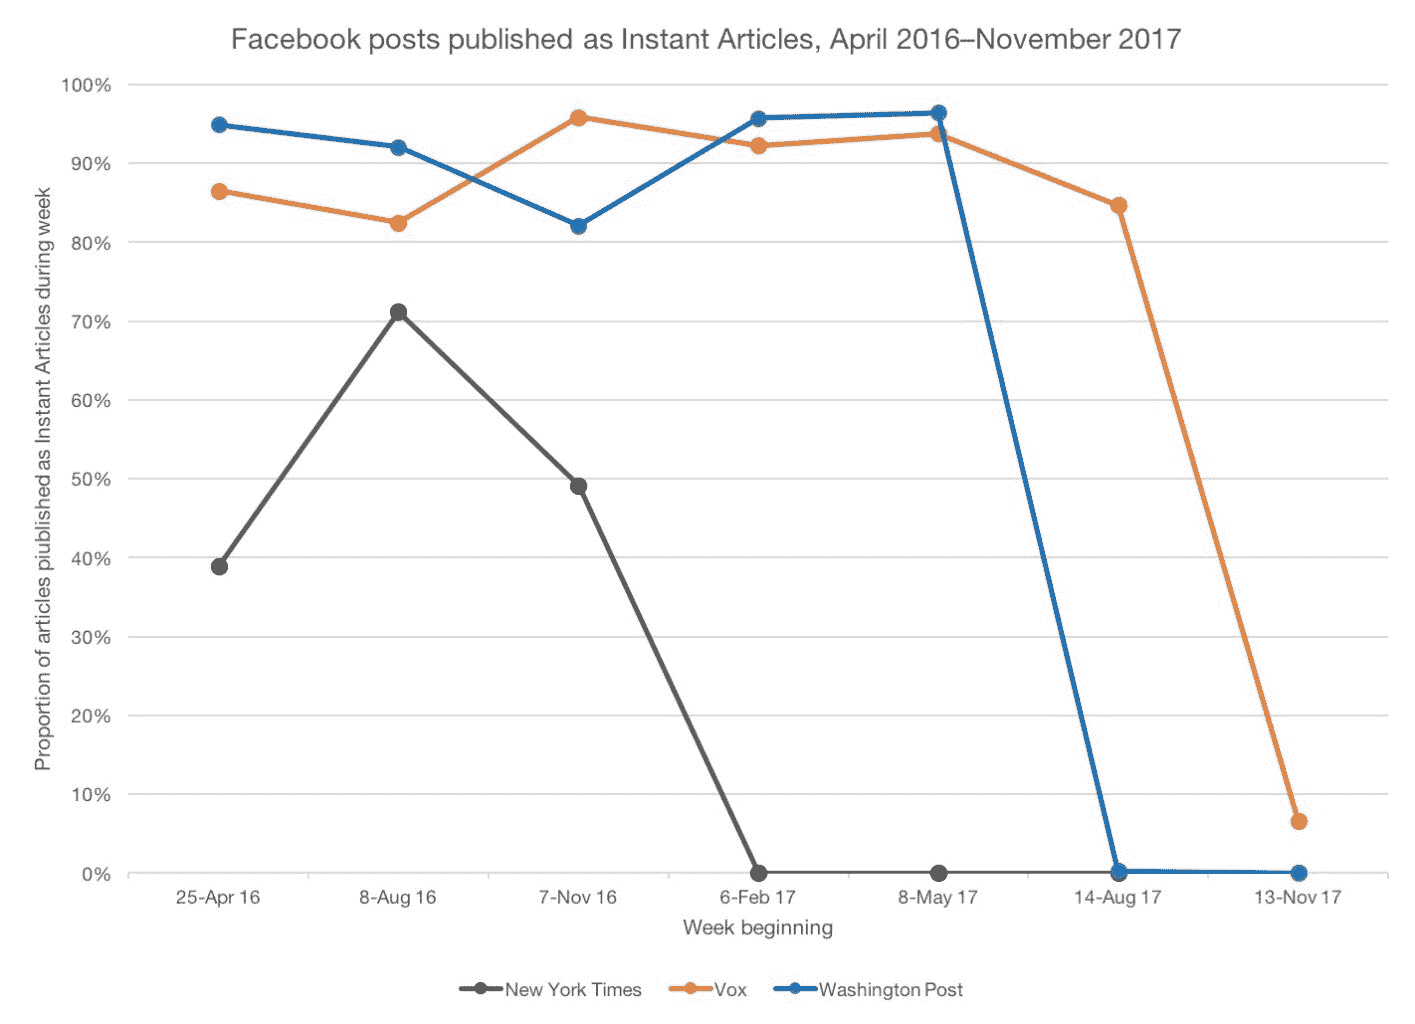 Facebook posts published as Instant Articles, April 2016–November 2017
Proportion of articles piublished as Instant Articles during week
100%
90%
80%
70%
60%
50%
40%
30%
20%
10%
0%
25-Apr 16 8-Aug 16 7-Nov 16 6-Feb 17 8-May 17 14-Aug 17 13-Nov 17
Week beginning
New York Times Vox Washington Post